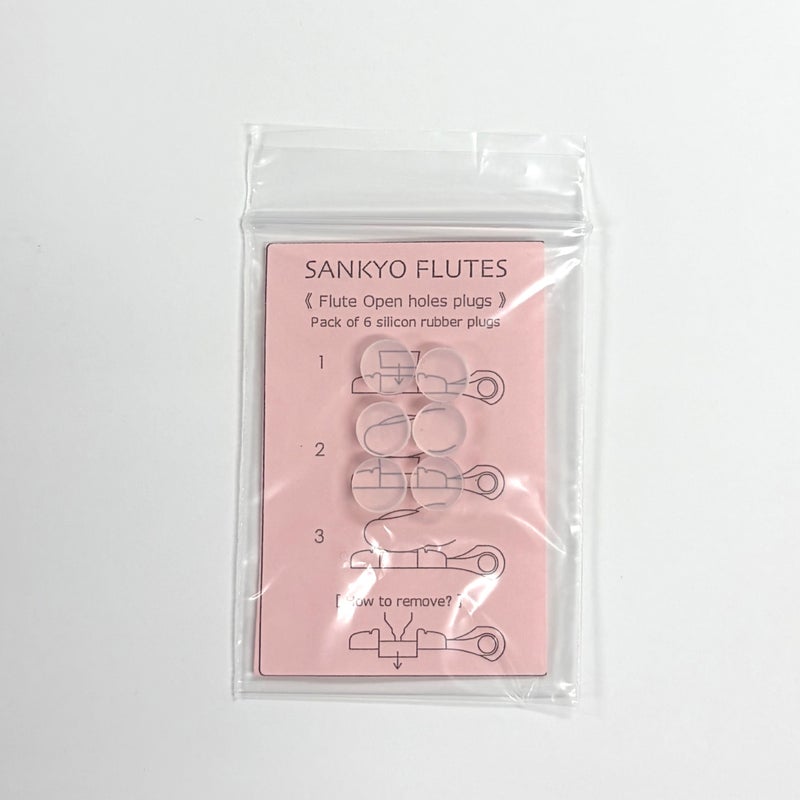 SANKYO FLUTES
《 Flute Open holes plugs 》
Pack of 6 silicon rubber plugs
1
2
3
[ How to remove? ]